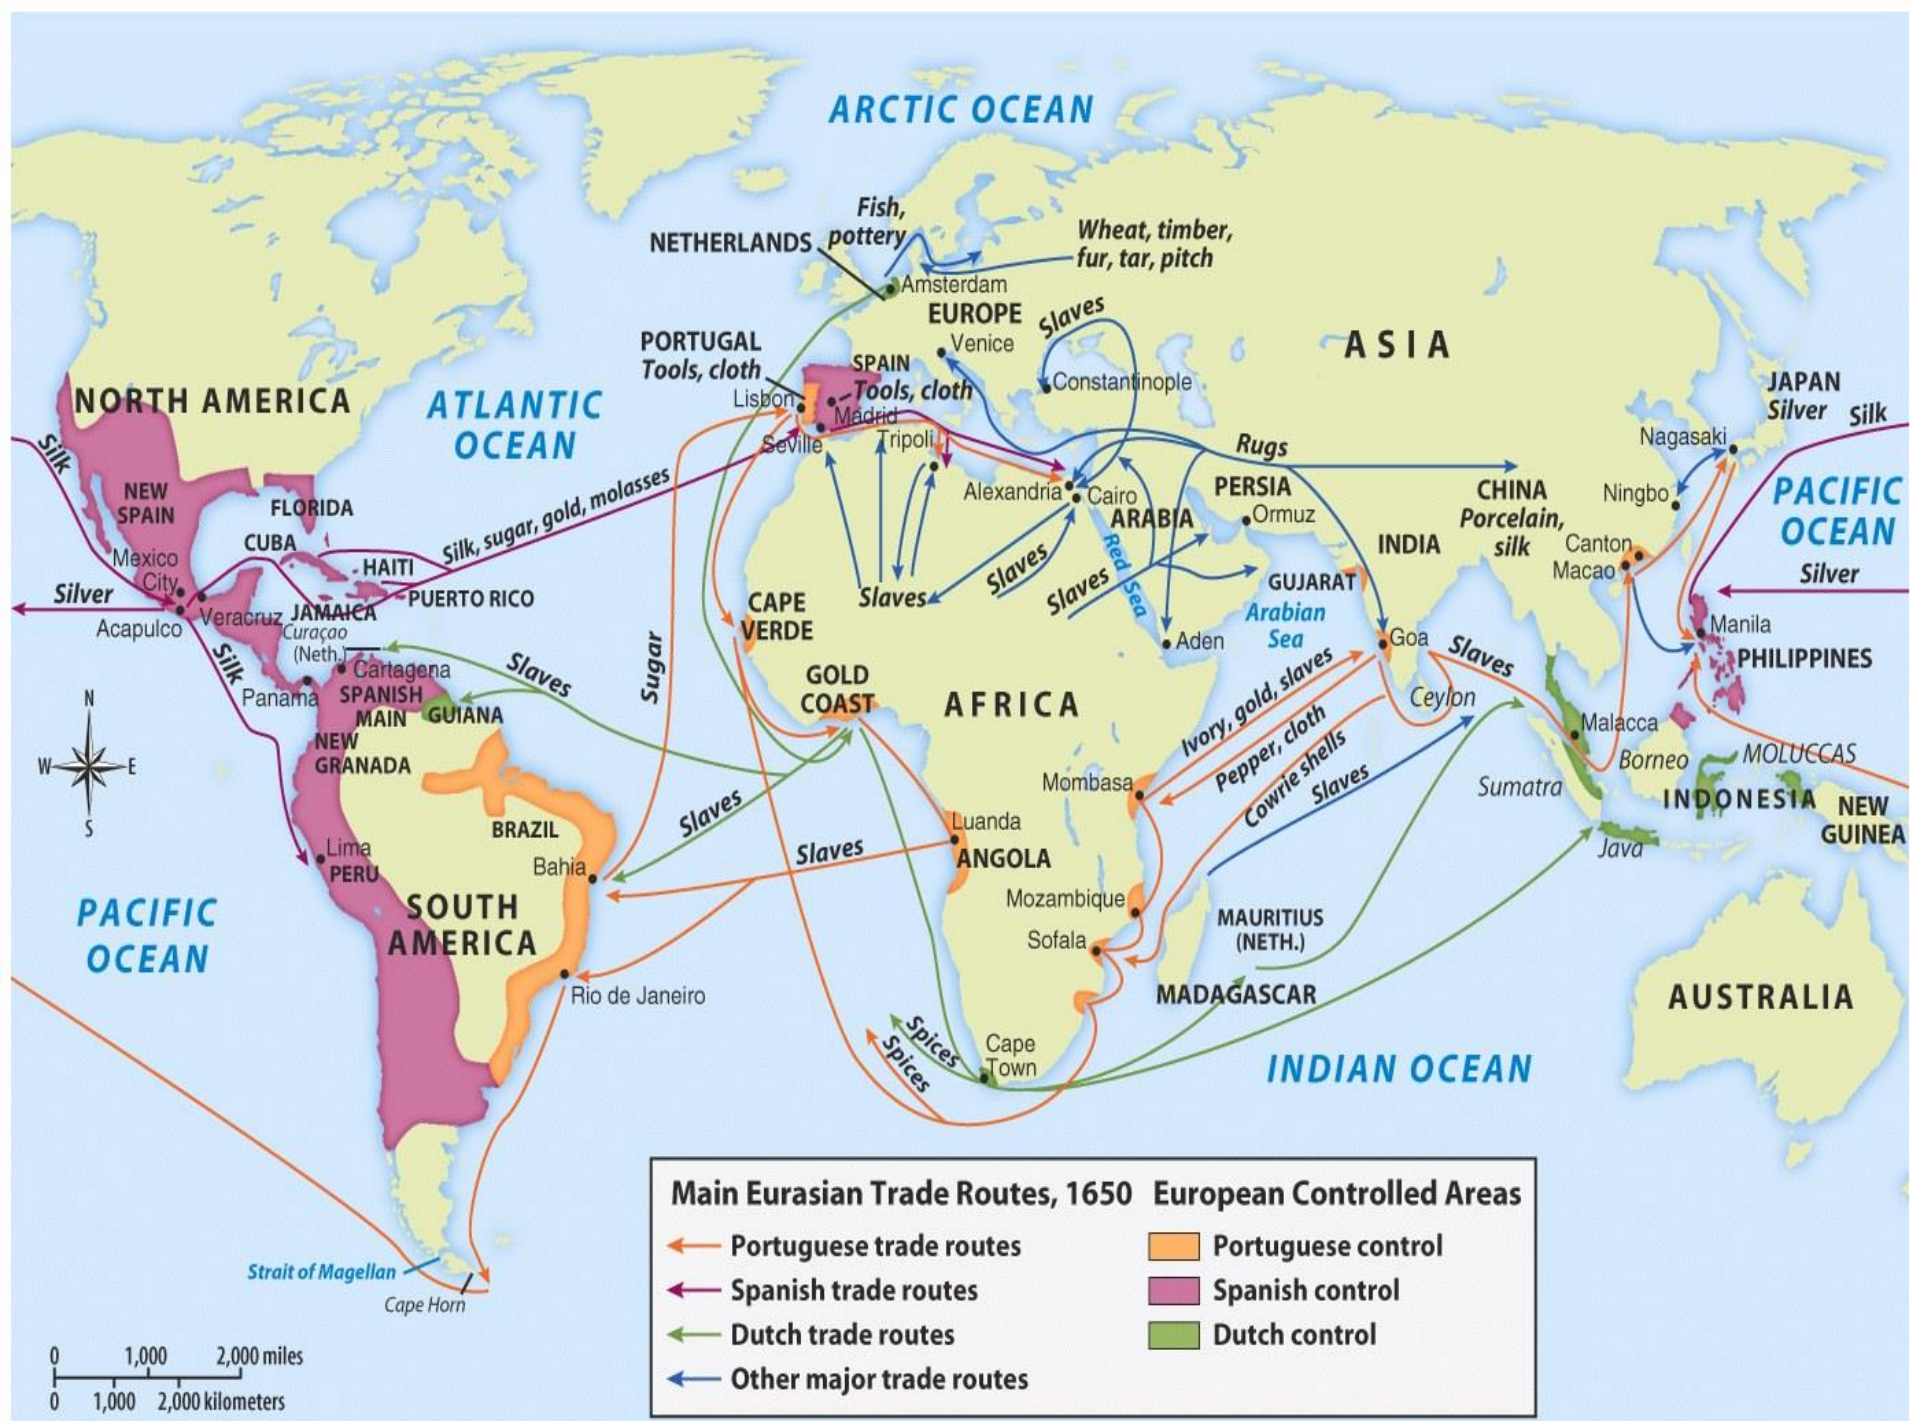 ARCTIC OCEAN
Fish,
pottery
NETHERLANDS
Wheat, timber,
fur, tar, pitch
Amsterdam
EUROPE
Slaves
Venice
ASIA
PORTUGAL
Tools, cloth
SPAIN
Tools, cloth
Constantinople
Lisbon
Madrid
Seville
Tripoli
NORTH AMERICA
ATLANTIC
OCEAN
JAPAN
Silver
Silk
Nagasaki
Silk
Rugs
Alexandria
Cairo
PERSIA
Ormuz
ARABIA
CHINA
Porcelain,
silk
Ningbo
PACIFIC
OCEAN
NEW
SPAIN
FLORIDA
Silk, sugar, gold, molasses
CUBA
Mexico
City
HAITI
INDIA
Canton
Macao
Red Sea
Slaves
Slaves
Slaves
GUJARAT
Silver
Silver
PUERTO RICO
Veracruz
JAMAICA
Acapulco
Curaçao
(Neth.)
CAPE
VERDE
Arabian
Sea
Manila
Aden
Goa
Slaves
PHILIPPINES
Silk
Cartagena
Panama
SPANISH
MAIN
GUIANA
Slaves
Sugar
GOLD
COAST
AFRICA
Ivory, gold, slaves
Ceylon
Malacca
NEW
GRANADA
Pepper, cloth
Cowrie shells
Slaves
Borneo
MOLUCCAS
Mombasa
Sumatra
INDONESIA
NEW
GUINEA
N
W
E
S
BRAZIL
Slaves
Luanda
ANGOLA
Slaves
Java
Lima
PERU
Bahia
Mozambique
PACIFIC
OCEAN
SOUTH
AMERICA
Sofala
MAURITIUS
(NETH.)
MADAGASCAR
AUSTRALIA
Rio de Janeiro
Spices
Spices
Cape
Town
INDIAN OCEAN
Strait of Magellan
Cape Horn
0 1,000 2,000 miles
0 1,000 2,000 kilometers
Main Eurasian Trade Routes, 1650
Portuguese trade routes
Spanish trade routes
Dutch trade routes
Other major trade routes
European Controlled Areas
Portuguese control
Spanish control
Dutch control